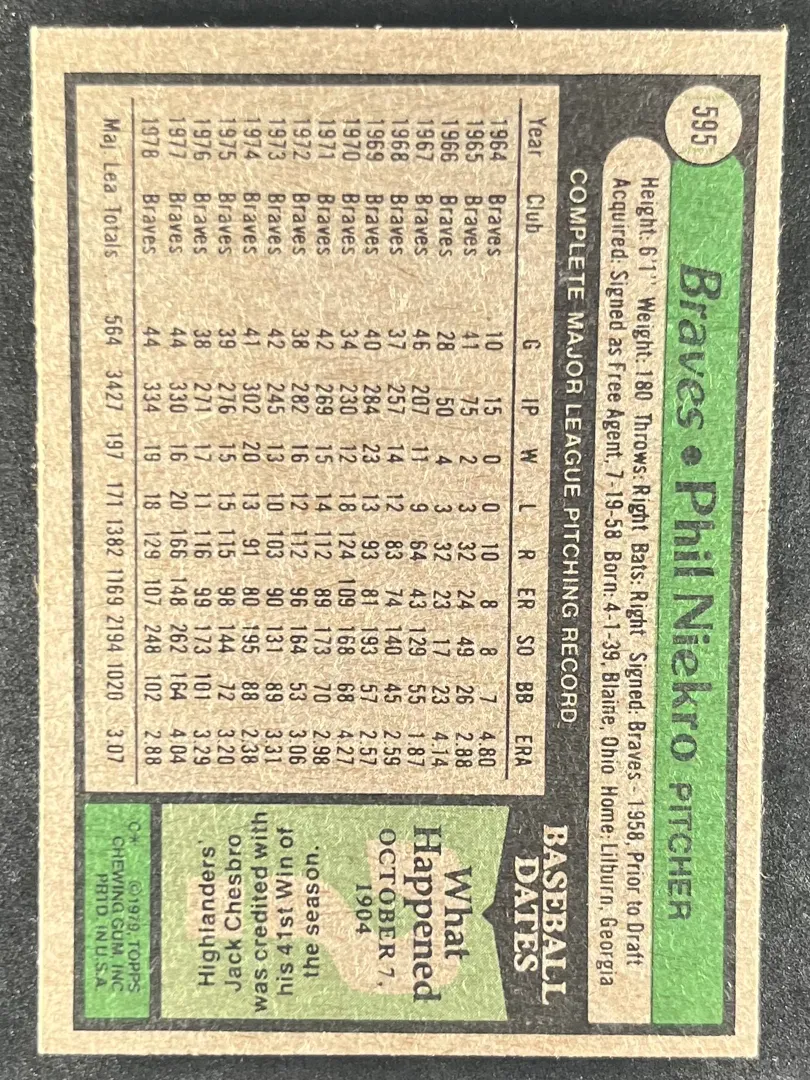 595
Braves • Phil Niekro PITCHER
Height: 6'1" Weight: 180 Throws: Right Bats: Right Signed: Braves - 1958, Prior to Draft
Acquired: Signed as Free Agent, 7-19-58 Born: 4-1-39, Blaine, Ohio Home: Lilburn, Georgia
COMPLETE MAJOR LEAGUE PITCHING RECORD
Year Club G IP W L R ER SO BB ERA
1964 Braves 10 15 0 0 10 8 8 7 4.80
1965 Braves 41 75 2 3 32 24 49 26 2.88
1966 Braves 28 50 4 3 32 23 17 23 4.14
1967 Braves 46 207 11 9 64 43 129 55 1.87
1968 Braves 37 257 14 12 83 74 140 45 2.59
1969 Braves 40 284 23 13 93 81 193 57 2.57
1970 Braves 34 230 12 18 124 109 168 68 4.27
1971 Braves 42 269 15 14 112 89 173 70 2.98
1972 Braves 38 282 16 12 112 96 164 53 3.06
1973 Braves 42 245 13 10 103 90 131 89 3.31
1974 Braves 41 302 20 13 91 80 195 88 2.38
1975 Braves 39 276 15 15 115 98 144 72 3.20
1976 Braves 38 271 17 11 116 99 173 101 3.29
1977 Braves 44 330 16 20 166 148 262 164 4.04
1978 Braves 44 334 19 18 129 107 248 102 2.88
Maj. Lea. Totals 564 3427 197 171 1382 1169 2194 1020 3.07
BASEBALL
DATES
What
Happened
OCTOBER 7,
1904
Highlanders'
Jack Chesbro
was credited with
his 41st Win of
the season.
C* ©1979, TOPPS
CHEWING GUM, INC
PRTD. IN U.S.A.